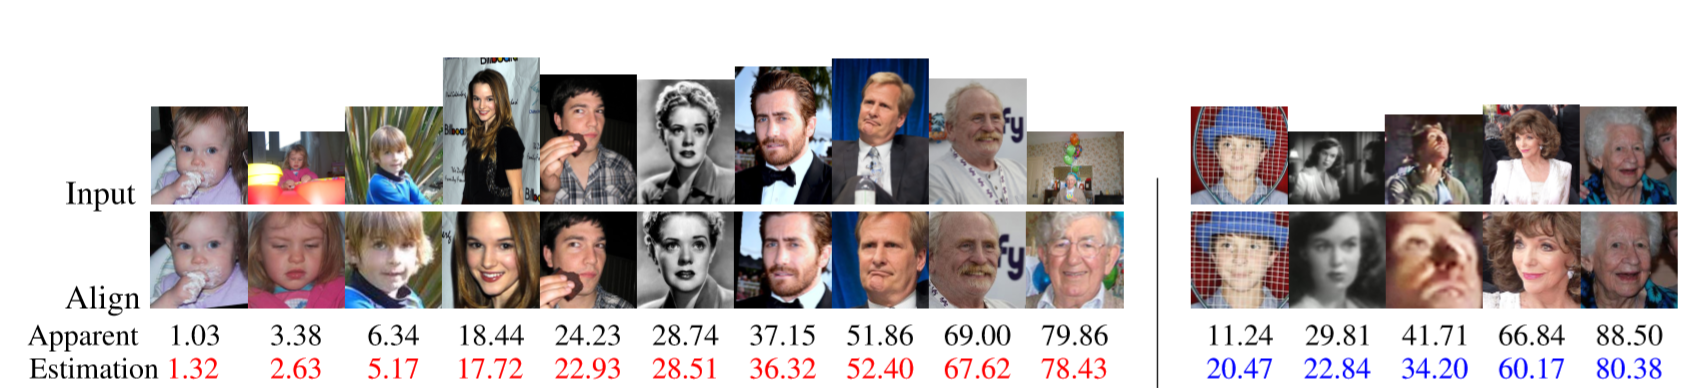 Input
Align
Apparent 1.03 3.38 6.34 18.44 24.23 28.74 37.15 51.86 69.00 79.86 11.24 29.81 41.71 66.84 88.50
Estimation 1.32 2.63 5.17 17.72 22.93 28.51 36.32 52.40 67.62 78.43 20.47 22.84 34.20 60.17 80.38